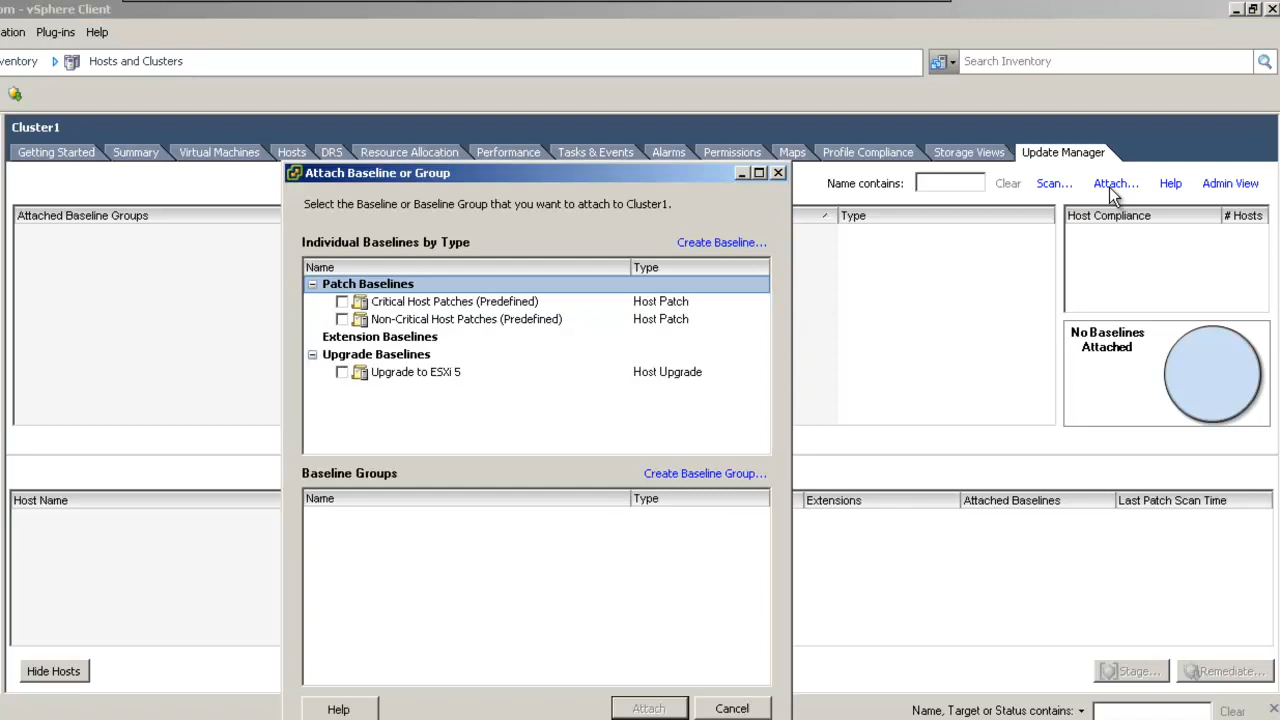 om - vSphere Client
ation Plug-ins Help
ventory Hosts and Clusters Search Inventory
Cluster1
Getting Started Summary Virtual Machines Hosts DRS Resource Allocation Performance Tasks & Events Alarms Permissions Maps Profile Compliance Storage Views Update Manager
Attach Baseline or Group
Name contains: Clear Scan... Attach... Help Admin View
Select the Baseline or Baseline Group that you want to attach to Cluster1.
Attached Baseline Groups Type Host Compliance # Hosts
Individual Baselines by Type Create Baseline...
Name Type
Patch Baselines
Critical Host Patches (Predefined) Host Patch
Non-Critical Host Patches (Predefined) Host Patch
Extension Baselines
Upgrade Baselines
Upgrade to ESXi 5 Host Upgrade
No Baselines
Attached
Baseline Groups Create Baseline Group...
Name Type
Host Name Extensions Attached Baselines Last Patch Scan Time
Hide Hosts Stage... Remediate...
Help Attach Cancel
Name, Target or Status contains: Clear